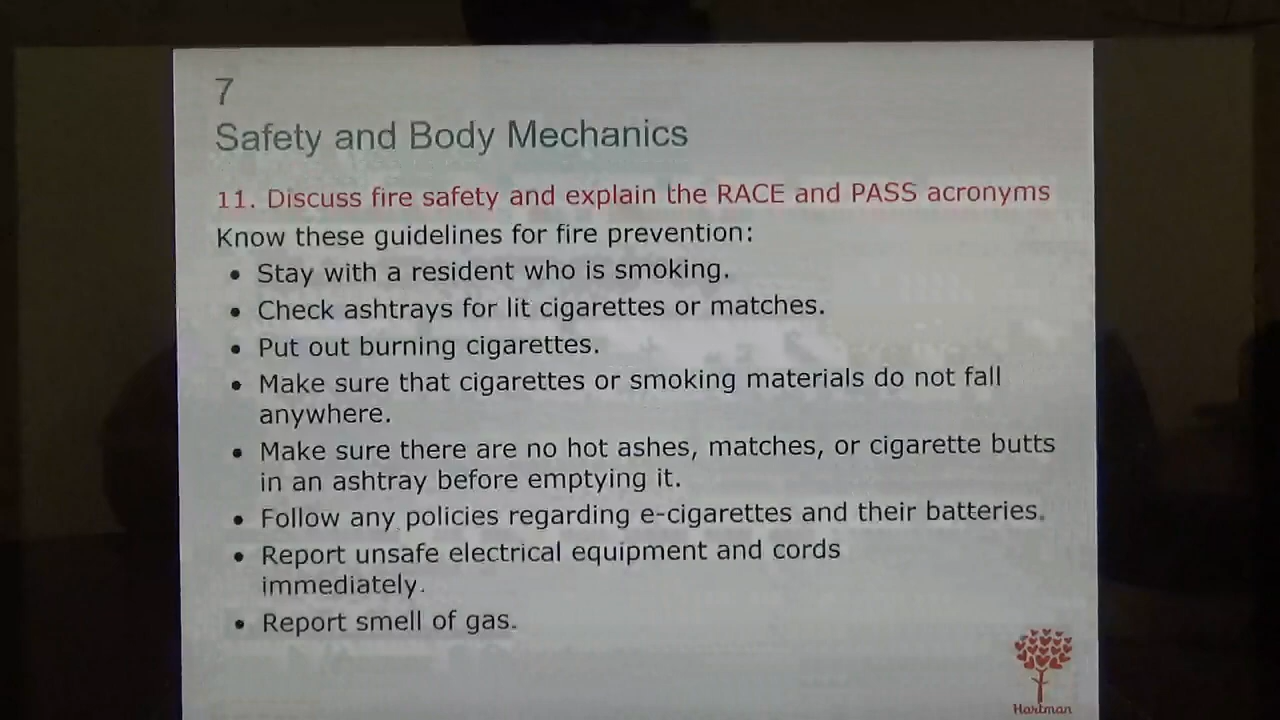 7
Safety and Body Mechanics
11. Discuss fire safety and explain the RACE and PASS acronyms
Know these guidelines for fire prevention:
• Stay with a resident who is smoking.
• Check ashtrays for lit cigarettes or matches.
• Put out burning cigarettes.
• Make sure that cigarettes or smoking materials do not fall
anywhere.
• Make sure there are no hot ashes, matches, or cigarette butts
in an ashtray before emptying it.
• Follow any policies regarding e-cigarettes and their batteries.
• Report unsafe electrical equipment and cords
immediately.
• Report smell of gas.
Hartman